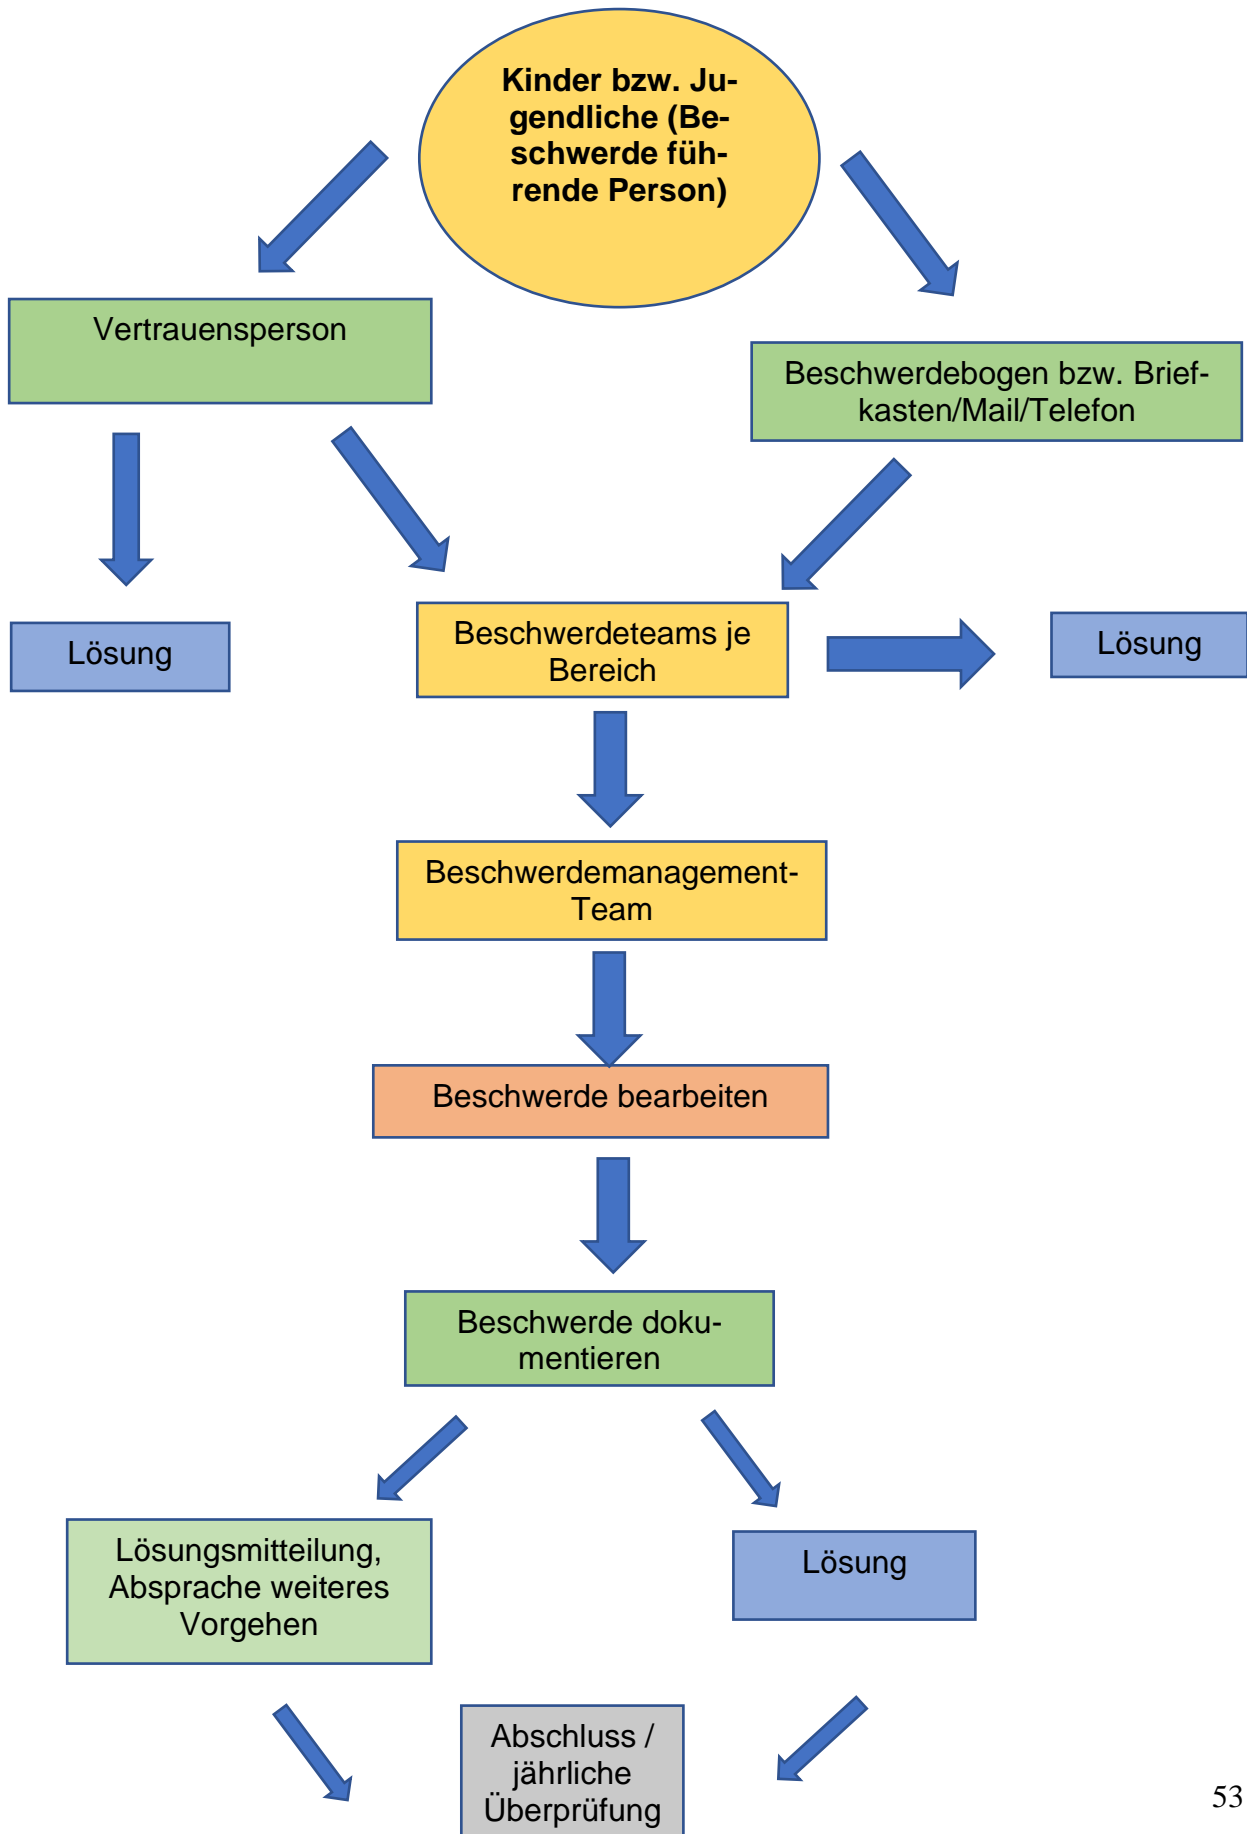 Kinder bzw. Ju-
gendliche (Be-
schwerde füh-
rende Person)
Vertrauensperson
Beschwerdebogen bzw. Brief-
kasten/Mail/Telefon
Lösung
Beschwerdeteams je
Bereich
Lösung
Beschwerdemanagement-
Team
Beschwerde bearbeiten
Beschwerde doku-
mentieren
Lösungsmitteilung,
Absprache weiteres
Vorgehen
Lösung
Abschluss /
jährliche
Überprüfung
53